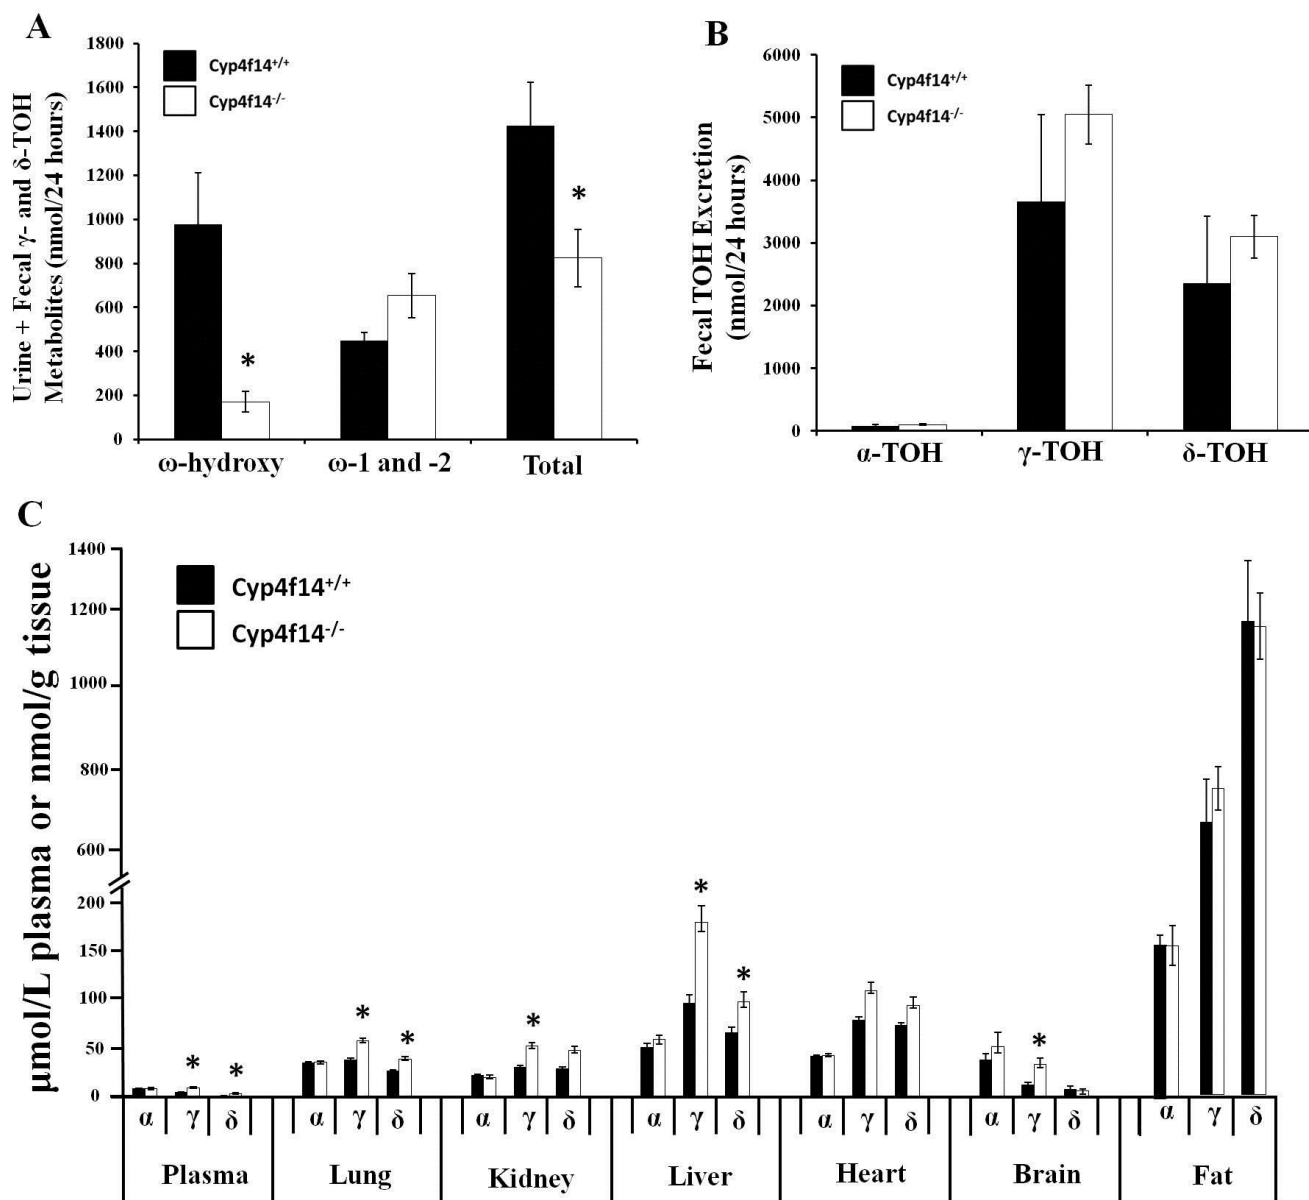 A
Urine + Fecal γ- and δ-TOH
Metabolites (nmol/24 hours)
1800
1600
1400
1200
1000
800
600
400
200
0
Cyp4f14+/+
Cyp4f14-/-
*
*
ω-hydroxy
ω-1 and -2
Total
B
Fecal TOH Excretion
(nmol/24 hours)
6000
5000
4000
3000
2000
1000
0
Cyp4f14+/+
Cyp4f14-/-
α-TOH
γ-TOH
δ-TOH
C
μmol/L plasma or nmol/g tissue
1400
1200
1000
800
600
200
150
100
50
0
Cyp4f14+/+
Cyp4f14-/-
* * * * * * * *
α γ δ α γ δ α γ δ α γ δ α γ δ α γ δ α γ δ
Plasma Lung Kidney Liver Heart Brain Fat